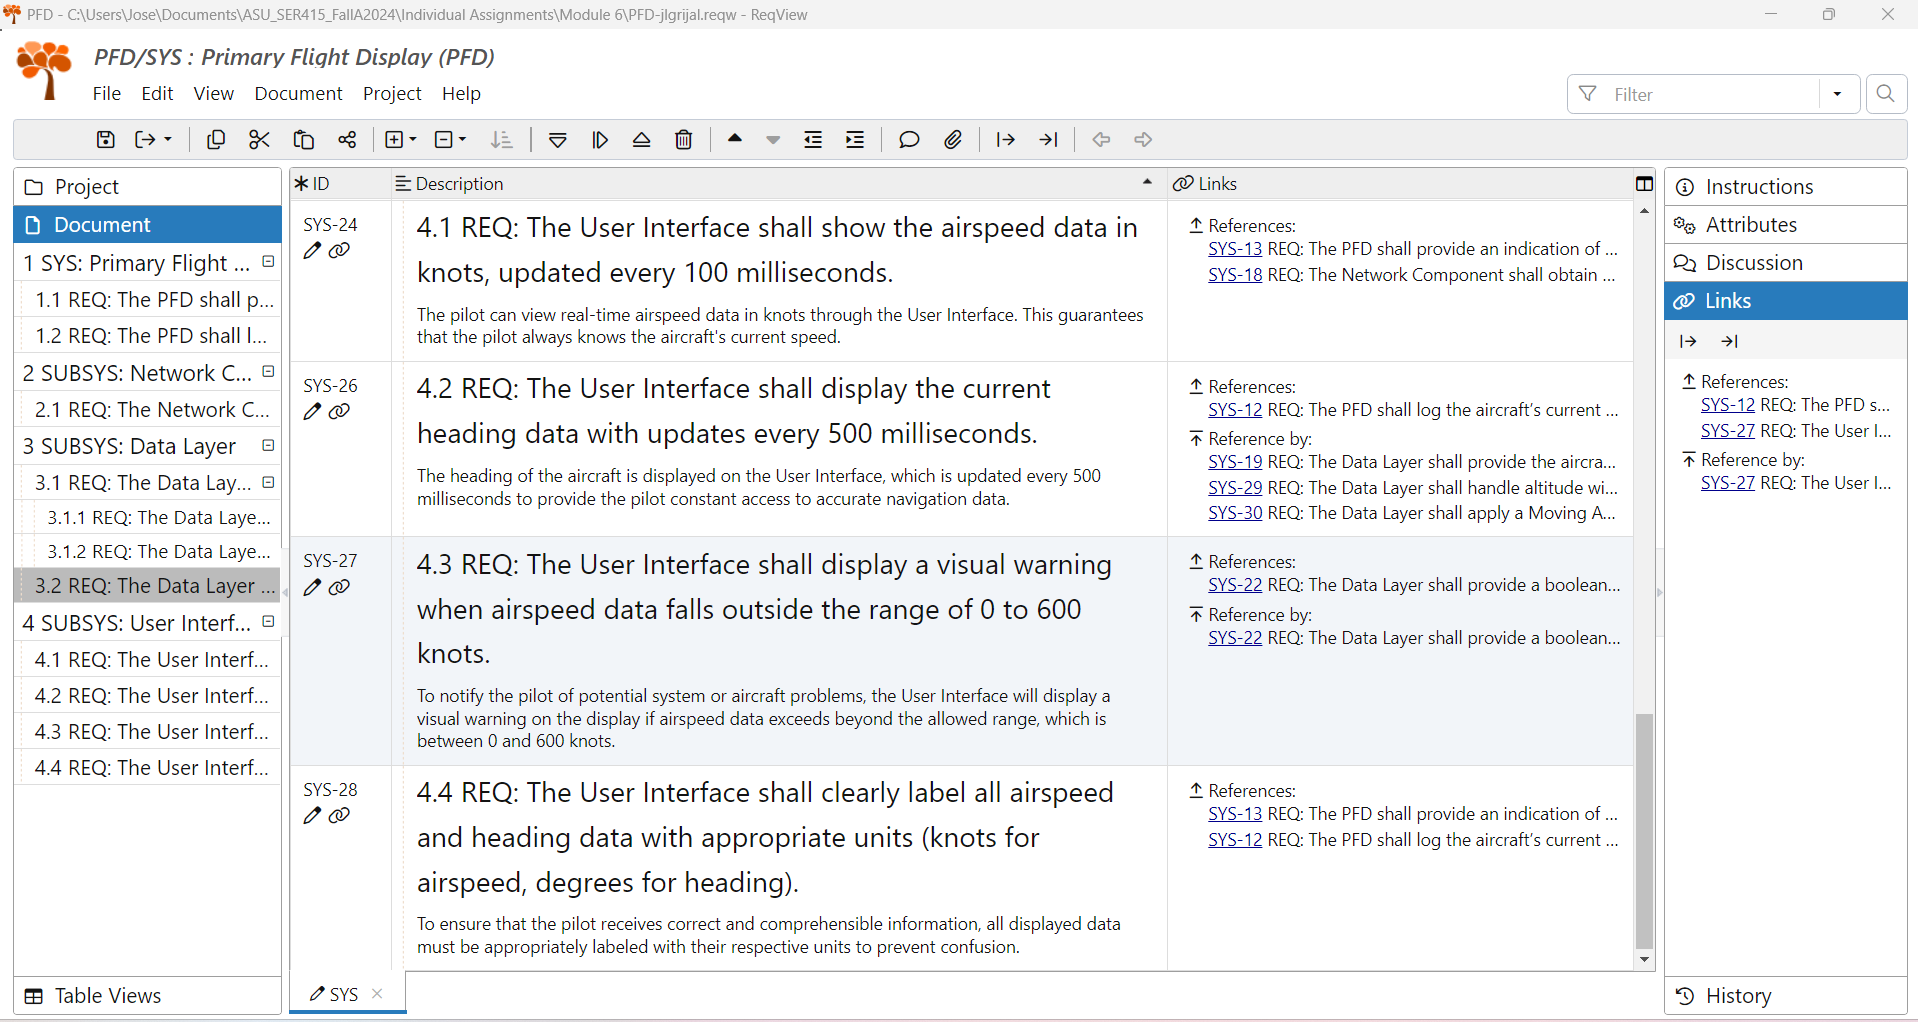 PFD - C:\Users\Jose\Documents\ASU_SER415_FallA2024\Individual Assignments\Module 6\PFD-jlgrijal.reqw - ReqView
PFD/SYS : Primary Flight Display (PFD)
File Edit View Document Project Help
Filter
Project
Document
1 SYS: Primary Flight ...
1.1 REQ: The PFD shall p...
1.2 REQ: The PFD shall l...
2 SUBSYS: Network C...
2.1 REQ: The Network C...
3 SUBSYS: Data Layer
3.1 REQ: The Data Lay...
3.1.1 REQ: The Data Laye...
3.1.2 REQ: The Data Laye...
3.2 REQ: The Data Layer ...
4 SUBSYS: User Interf...
4.1 REQ: The User Interf...
4.2 REQ: The User Interf...
4.3 REQ: The User Interf...
4.4 REQ: The User Interf...
Table Views
ID Description Links
SYS-24
4.1 REQ: The User Interface shall show the airspeed data in
knots, updated every 100 milliseconds.
The pilot can view real-time airspeed data in knots through the User Interface. This guarantees
that the pilot always knows the aircraft's current speed.
References:
SYS-13 REQ: The PFD shall provide an indication of ...
SYS-18 REQ: The Network Component shall obtain ...
SYS-26
4.2 REQ: The User Interface shall display the current
heading data with updates every 500 milliseconds.
The heading of the aircraft is displayed on the User Interface, which is updated every 500
milliseconds to provide the pilot constant access to accurate navigation data.
References:
SYS-12 REQ: The PFD shall log the aircraft's current ...
Reference by:
SYS-19 REQ: The Data Layer shall provide the aircra...
SYS-29 REQ: The Data Layer shall handle altitude wi...
SYS-30 REQ: The Data Layer shall apply a Moving A...
SYS-27
4.3 REQ: The User Interface shall display a visual warning
when airspeed data falls outside the range of 0 to 600
knots.
To notify the pilot of potential system or aircraft problems, the User Interface will display a
visual warning on the display if airspeed data exceeds beyond the allowed range, which is
between 0 and 600 knots.
References:
SYS-22 REQ: The Data Layer shall provide a boolean...
Reference by:
SYS-22 REQ: The Data Layer shall provide a boolean...
SYS-28
4.4 REQ: The User Interface shall clearly label all airspeed
and heading data with appropriate units (knots for
airspeed, degrees for heading).
To ensure that the pilot receives correct and comprehensible information, all displayed data
must be appropriately labeled with their respective units to prevent confusion.
References:
SYS-13 REQ: The PFD shall provide an indication of ...
SYS-12 REQ: The PFD shall log the aircraft's current ...
SYS
Instructions
Attributes
Discussion
Links
References:
SYS-12 REQ: The PFD s...
SYS-27 REQ: The User I...
Reference by:
SYS-27 REQ: The User I...
History